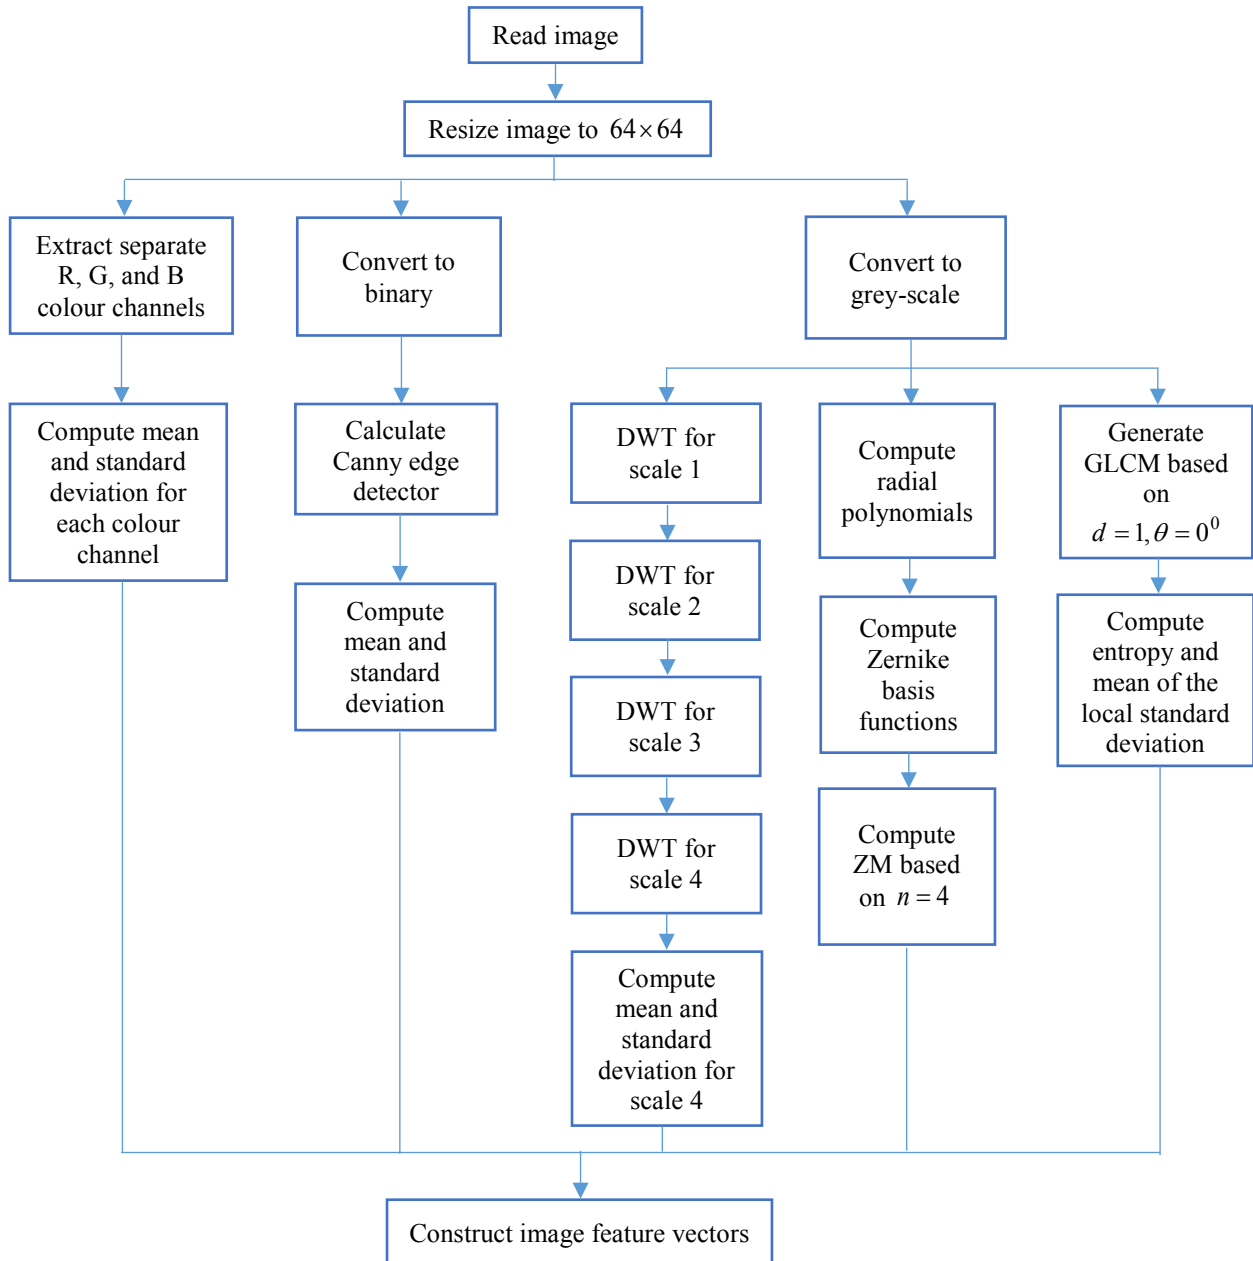 Read image
Resize image to 64×64
Extract separate
R, G, and B
colour channels
Convert to
binary
Convert to
grey-scale
Compute mean
and standard
deviation for
each colour
channel
Calculate
Canny edge
detector
Compute
mean and
standard
deviation
DWT for
scale 1
DWT for
scale 2
DWT for
scale 3
DWT for
scale 4
Compute
mean and
standard
deviation for
scale 4
Compute
radial
polynomials
Compute
Zernike
basis
functions
Compute
ZM based
on n = 4
Generate
GLCM based
on
d = 1, θ = 0⁰
Compute
entropy and
mean of the
local standard
deviation
Construct image feature vectors